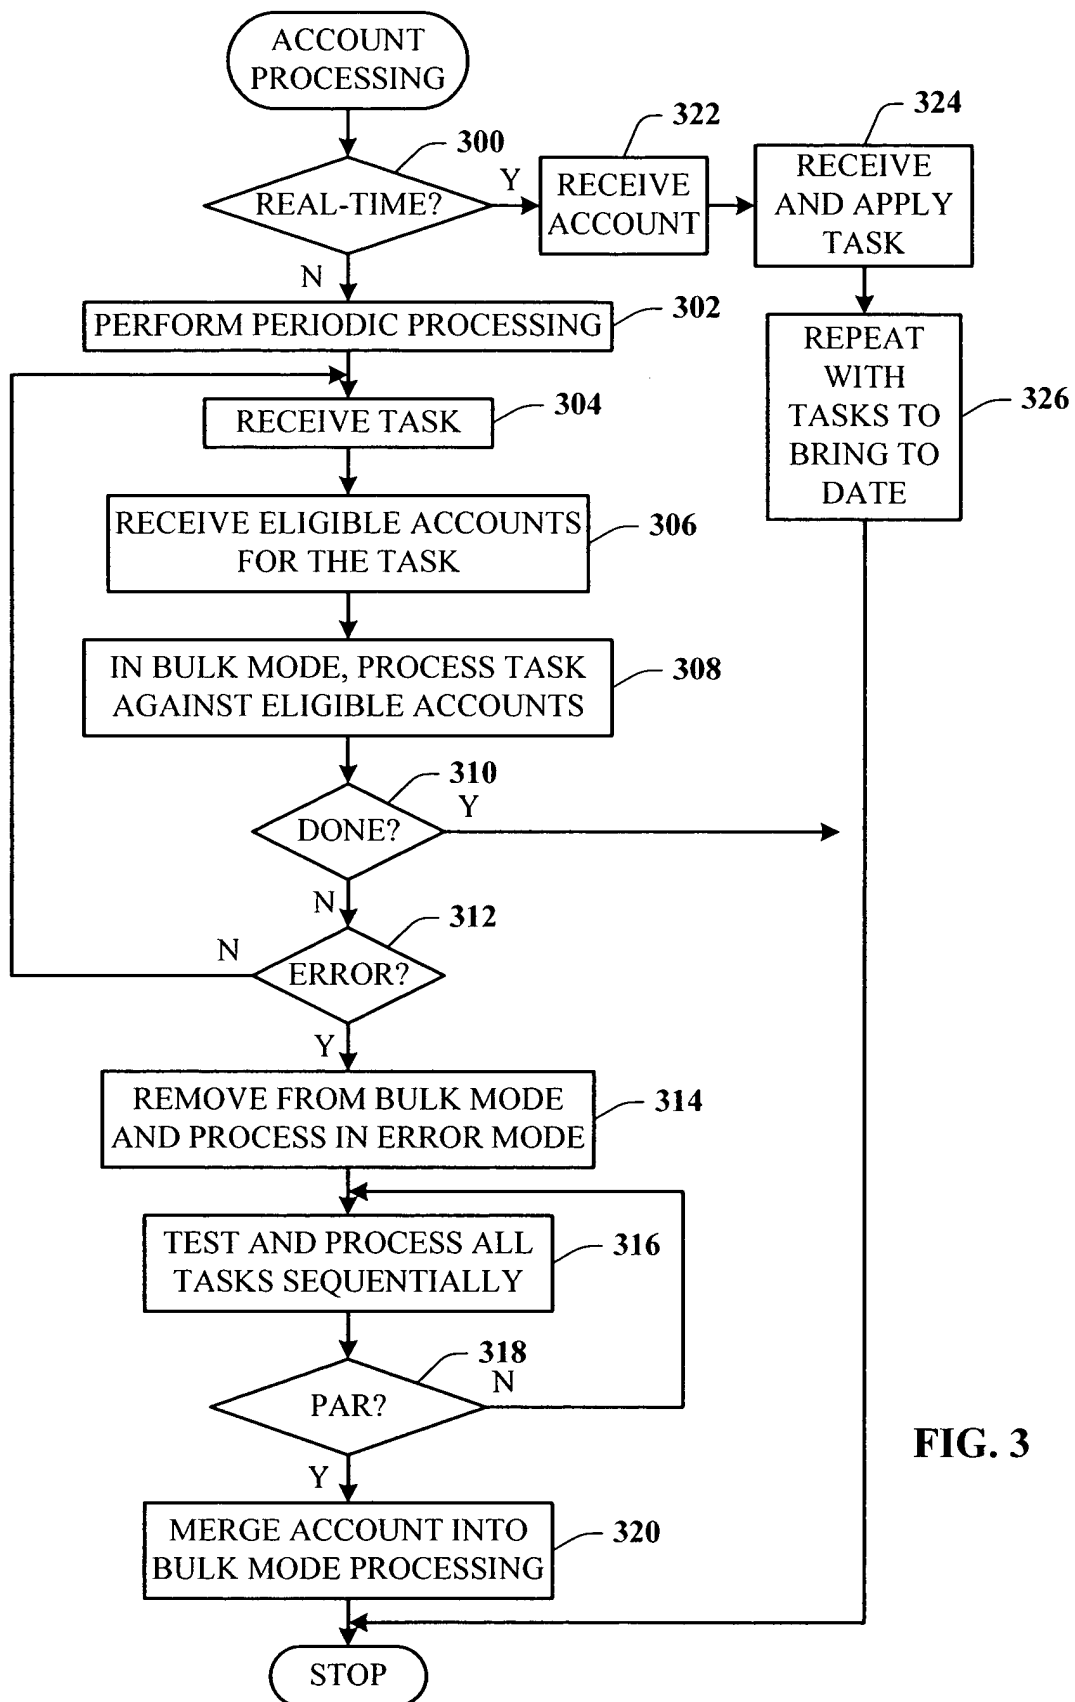 ACCOUNT
PROCESSING
300
REAL-TIME?
Y
322
RECEIVE
ACCOUNT
324
RECEIVE
AND APPLY
TASK
N
PERFORM PERIODIC PROCESSING
302
REPEAT
WITH
TASKS TO
BRING TO
DATE
326
RECEIVE TASK
304
RECEIVE ELIGIBLE ACCOUNTS
FOR THE TASK
306
IN BULK MODE, PROCESS TASK
AGAINST ELIGIBLE ACCOUNTS
308
310
DONE?
Y
N
312
ERROR?
N
Y
REMOVE FROM BULK MODE
AND PROCESS IN ERROR MODE
314
TEST AND PROCESS ALL
TASKS SEQUENTIALLY
316
318
PAR?
N
Y
MERGE ACCOUNT INTO
BULK MODE PROCESSING
320
STOP
FIG. 3